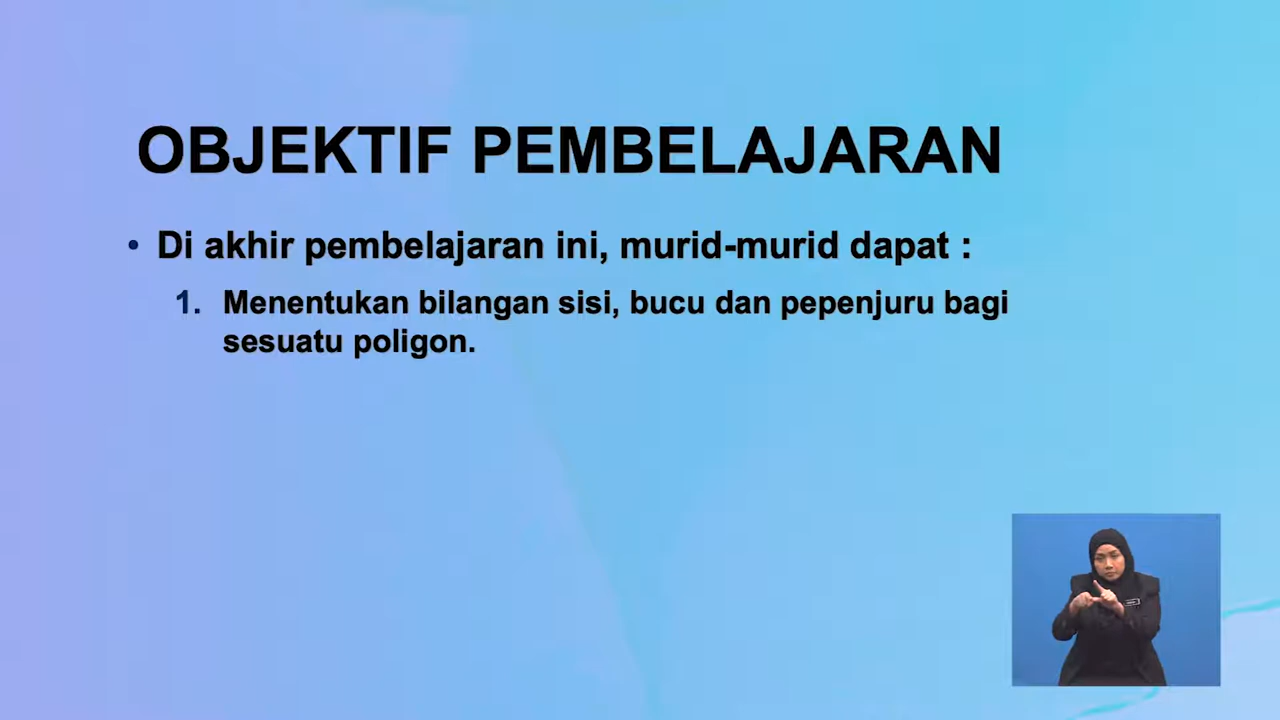 OBJEKTIF PEMBELAJARAN
• Di akhir pembelajaran ini, murid-murid dapat :
1. Menentukan bilangan sisi, bucu dan pepenjuru bagi
sesuatu poligon.